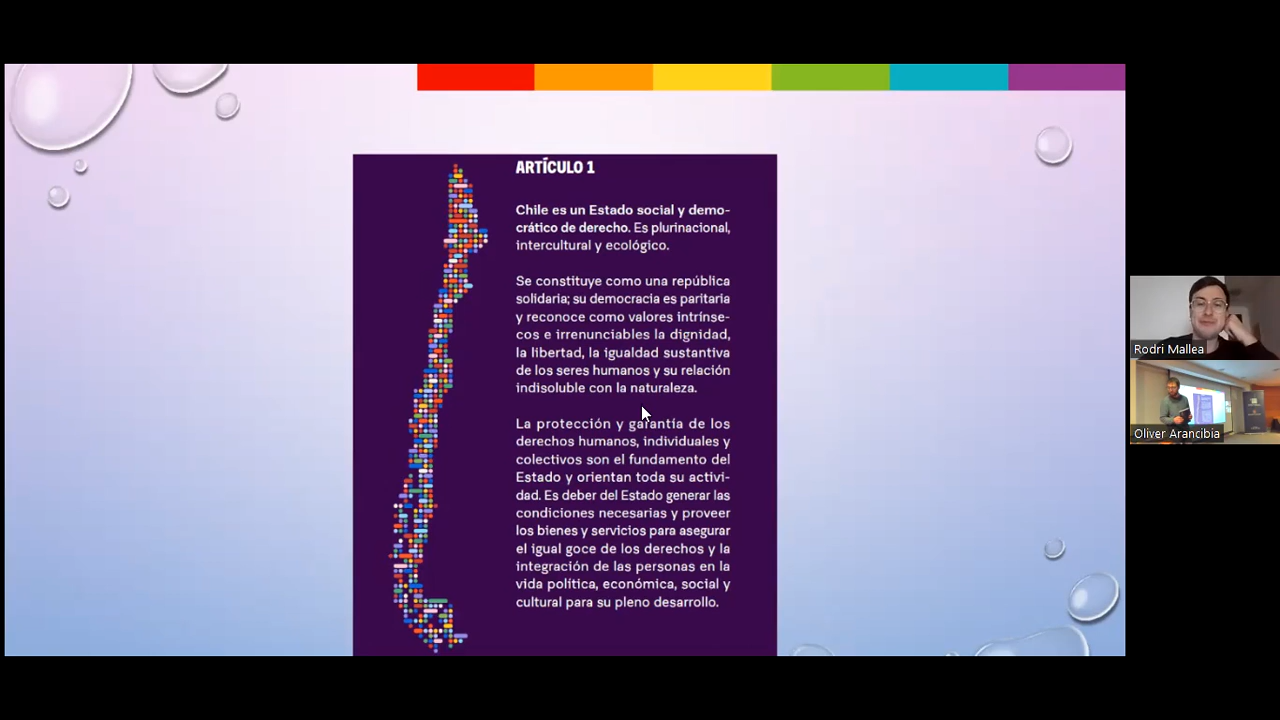 ARTÍCULO 1
Chile es un Estado social y demo-
crático de derecho. Es plurinacional,
intercultural y ecológico.
Se constituye como una república
solidaria; su democracia es paritaria
y reconoce como valores intrínse-
cos e irrenunciables la dignidad,
la libertad, la igualdad sustantiva
de los seres humanos y su relación
indisoluble con la naturaleza.
La protección y garantía de los
derechos humanos, individuales y
colectivos son el fundamento del
Estado y orientan toda su activi-
dad. Es deber del Estado generar las
condiciones necesarias y proveer
los bienes y servicios para asegurar
el igual goce de los derechos y la
integración de las personas en la
vida política, económica, social y
cultural para su pleno desarrollo.
Rodri Mallea
Oliver Arancibia